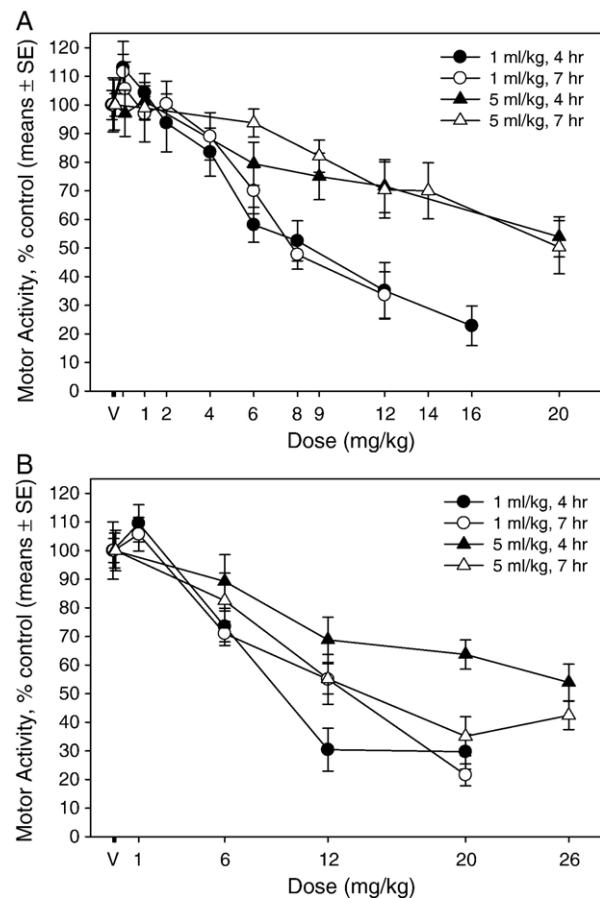 A
Motor Activity, % control (means ± SE)
120
110
100
90
80
70
60
50
40
30
20
10
0
1 ml/kg, 4 hr
1 ml/kg, 7 hr
5 ml/kg, 4 hr
5 ml/kg, 7 hr
V 1 2 4 6 8 9 12 14 16 20
Dose (mg/kg)
B
Motor Activity, % control (means ± SE)
120
110
100
90
80
70
60
50
40
30
20
10
0
1 ml/kg, 4 hr
1 ml/kg, 7 hr
5 ml/kg, 4 hr
5 ml/kg, 7 hr
V 1 6 12 20 26
Dose (mg/kg)